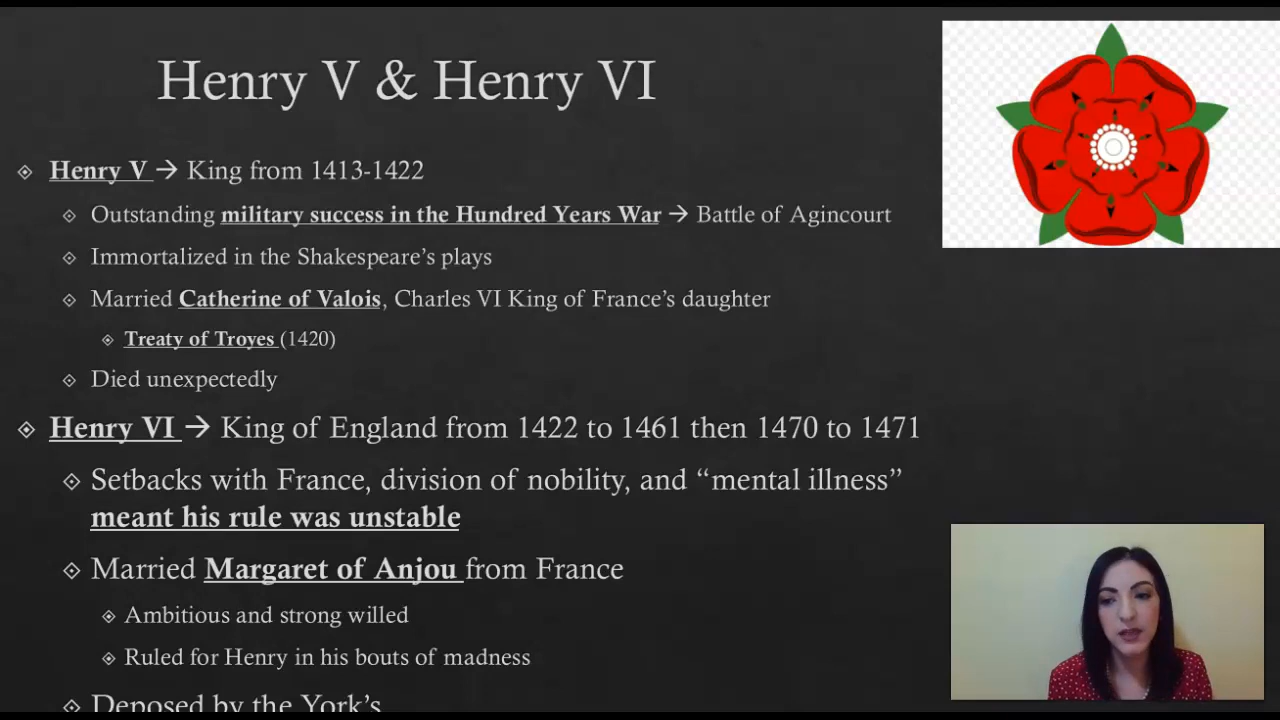 Henry V & Henry VI
Henry V → King from 1413-1422
Outstanding military success in the Hundred Years War → Battle of Agincourt
Immortalized in the Shakespeare’s plays
Married Catherine of Valois, Charles VI King of France’s daughter
Treaty of Troyes (1420)
Died unexpectedly
Henry VI → King of England from 1422 to 1461 then 1470 to 1471
Setbacks with France, division of nobility, and “mental illness”
meant his rule was unstable
Married Margaret of Anjou from France
Ambitious and strong willed
Ruled for Henry in his bouts of madness
Deposed by the York’s